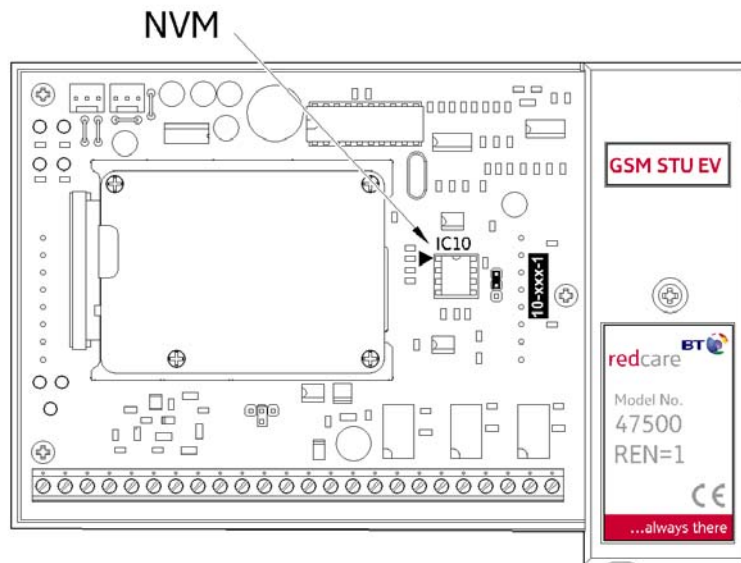 NVM
GSM STU EV
IC10
10-xxx-1
BT
redcare
Model No.
47500
REN=1
CE
...always there